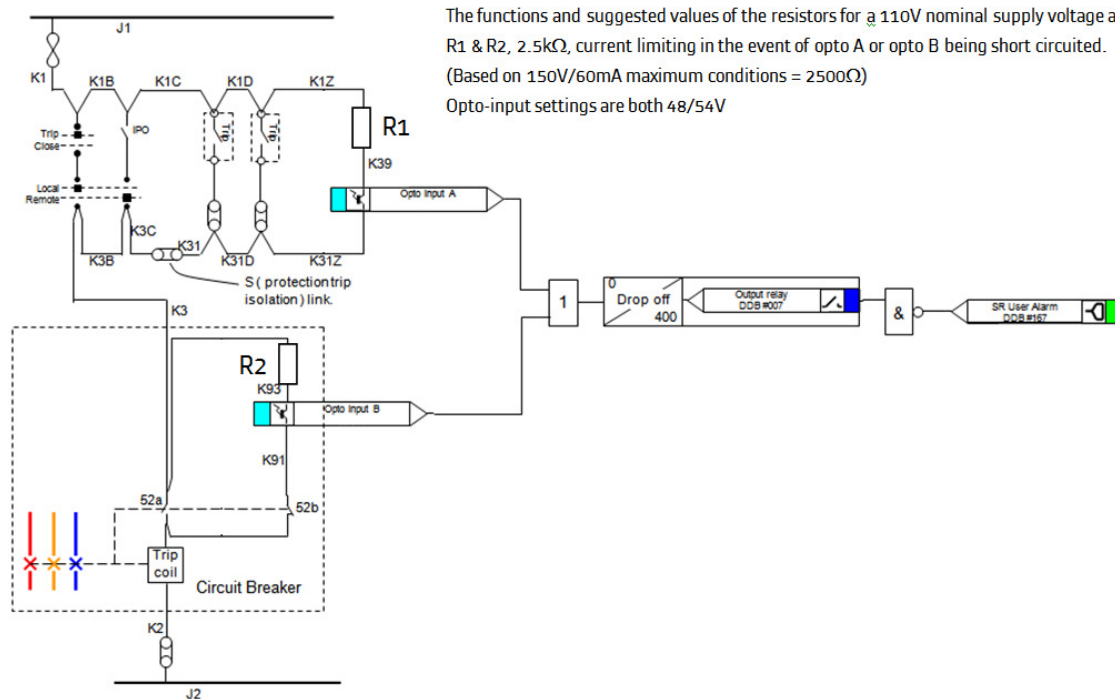 The functions and suggested values of the resistors for a 110V nominal supply voltage a
R1 & R2, 2.5kΩ, current limiting in the event of opto A or opto B being short circuited.
(Based on 150V/60mA maximum conditions = 2500Ω)
Opto-input settings are both 48/54V
J1
K1
K1B
K1C
K1D
K1Z
Trip
Close
IPO
Trip
Trip
R1
K39
Local
Remote
Opto Input A
K3C
K3B
K31
K31D
K31Z
S ( protection trip
isolation ) link.
K3
1
0
Drop off
400
Output relay
DDB #007
&
SR User Alarm
DDB #167
R2
K93
Opto Input B
K91
52a
52b
Trip
coil
Circuit Breaker
K2
J2